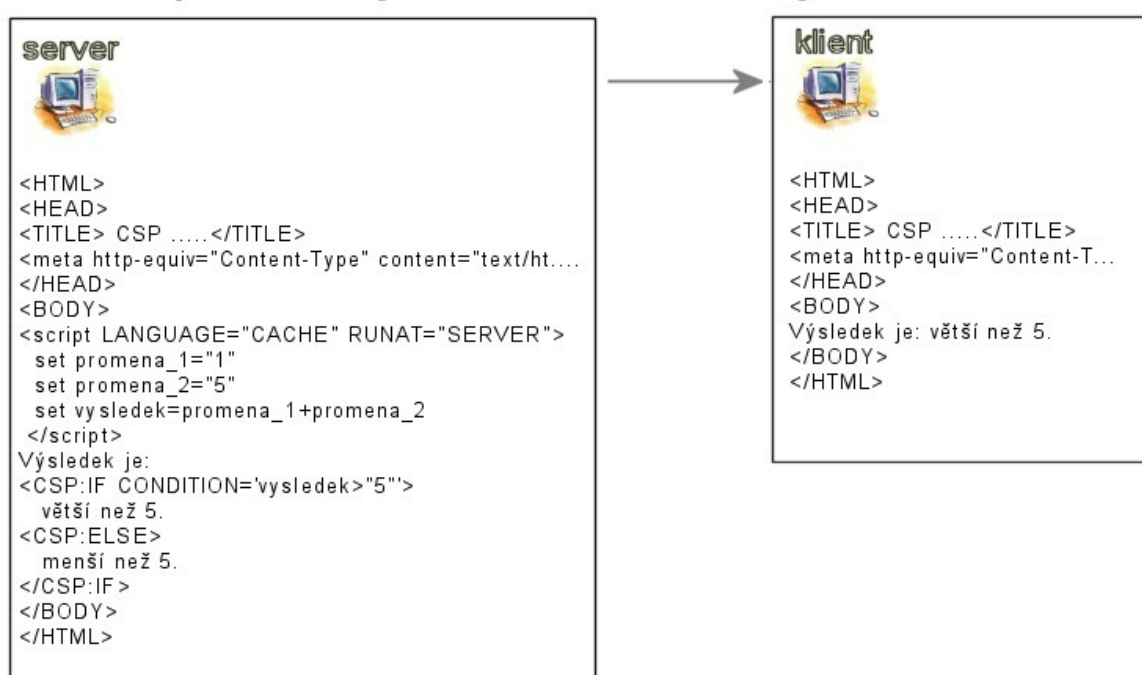 server
<HTML>
<HEAD>
<TITLE> CSP .....</TITLE>
<meta http-equiv="Content-Type" content="text/ht....
</HEAD>
<BODY>
<script LANGUAGE="CACHE" RUNAT="SERVER">
set promena_1="1"
set promena_2="5"
set vysledek=promena_1+promena_2
</script>
Výsledek je:
<CSP:IF CONDITION='vysledek>"5"'>
větší než 5.
<CSP:ELSE>
menší než 5.
</CSP:IF>
</BODY>
</HTML>
klient
<HTML>
<HEAD>
<TITLE> CSP .....</TITLE>
<meta http-equiv="Content-T...
</HEAD>
<BODY>
Výsledek je: větší než 5.
</BODY>
</HTML>